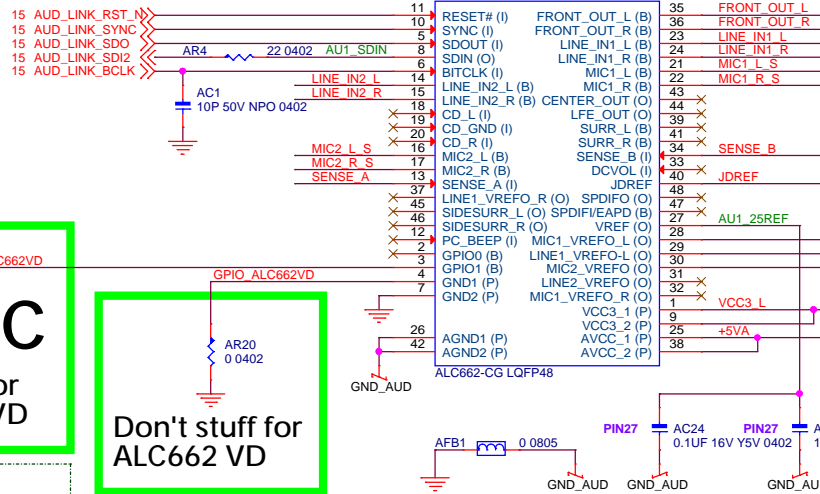 15 AUD_LINK_RST_N
15 AUD_LINK_SYNC
15 AUD_LINK_SDO
15 AUD_LINK_SDI2
15 AUD_LINK_BCLK
AR4 22 0402 AU1_SDIN
AC1
10P 50V NPO 0402
LINE_IN2_L
LINE_IN2_R
MIC2_L_S
MIC2_R_S
SENSE_A
GPIO_ALC662VD
11 RESET# (I)
10 SYNC (I)
5 SDOUT (I)
8 SDIN (O)
6 BITCLK (I)
14 LINE_IN2_L (B)
15 LINE_IN2_R (B)
18 CD_L (I)
19 CD_GND (I)
20 CD_R (I)
16 MIC2_L (B)
17 MIC2_R (B)
13 SENSE_A (I)
37 LINE1_VREFO_R (O)
45 SIDESURR_L (O)
46 SIDESURR_R (O)
12 PC_BEEP (I)
2 GPIO0 (B)
3 GPIO1 (B)
4 GND1 (P)
7 GND2 (P)
26 AGND1 (P)
42 AGND2 (P)
FRONT_OUT_L (B) 35 FRONT_OUT_L
FRONT_OUT_R (B) 36 FRONT_OUT_R
LINE_IN1_L (B) 23 LINE_IN1_L
LINE_IN1_R (B) 24 LINE_IN1_R
MIC1_L (B) 21 MIC1_L_S
MIC1_R (B) 22 MIC1_R_S
CENTER_OUT (O) 43
LFE_OUT (O) 44
SURR_L (B) 39
SURR_R (B) 41
SENSE_B (I) 34 SENSE_B
DCVOL (I) 33
JDREF 40 JDREF
SPDIFO (O) 48
SPDIFI/EAPD (B) 47
VREF (O) 27 AU1_25REF
MIC1_VREFO_L (O) 28
LINE1_VREFO-L (O) 29
MIC2_VREFO (O) 30
LINE2_VREFO (O) 31
MIC1_VREFO_R (O) 32
VCC3_1 (P) 1 VCC3_L
VCC3_2 (P) 9
AVCC_1 (P) 25 +5VA
AVCC_2 (P) 38
ALC662-CG LQFP48
C662VD
C
or
VD
AR20
0 0402
Don't stuff for
ALC662 VD
GND_AUD
AFB1 0 0805
GND_AUD
PIN27 AC24
0.1UF 16V Y5V 0402
GND_AUD
PIN27 A
1
GND_AU